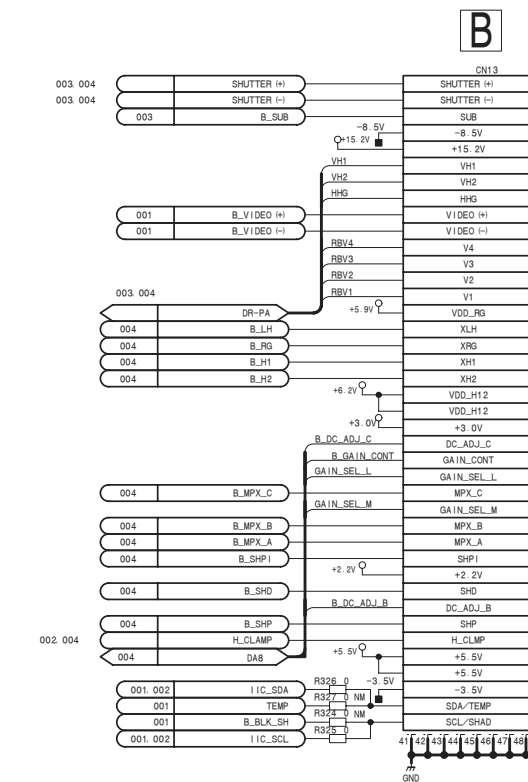 B
CN13
003. 004 SHUTTER (+) SHUTTER (+)
003. 004 SHUTTER (-) SHUTTER (-)
003 B_SUB SUB
-8. 5V -8. 5V
+15. 2V +15. 2V
VH1 VH1
VH2 VH2
HHG HHG
001 B_VIDEO (+) VIDEO (+)
001 B_VIDEO (-) VIDEO (-)
RBV4 V4
RBV3 V3
RBV2 V2
RBV1 V1
003. 004 DR-PA +5. 9V VDD_RG
004 B_LH XLH
004 B_RG XRG
004 B_H1 XH1
004 B_H2 XH2
+6. 2V VDD_H12
VDD_H12
+3. 0V +3. 0V
B_DC_ADJ_C DC_ADJ_C
B_GAIN_CONT GAIN_CONT
GAIN_SEL_L GAIN_SEL_L
004 B_MPX_C MPX_C
GAIN_SEL_M GAIN_SEL_M
004 B_MPX_B MPX_B
004 B_MPX_A MPX_A
004 B_SHPI SHPI
+2. 2V +2. 2V
004 B_SHD SHD
B_DC_ADJ_B DC_ADJ_B
004 B_SHP SHP
002. 004 H_CLAMP H_CLMP
004 DA8 +5. 5V +5. 5V
+5. 5V
001. 002 IIC_SDA R326 0 -3. 5V -3. 5V
001 TEMP R327 0 NM SDA/TEMP
001 B_BLK_SH R324 0 NM SCL/SHAD
001. 002 IIC_SCL R325 0
41 42 43 44 45 46 47 48
GND